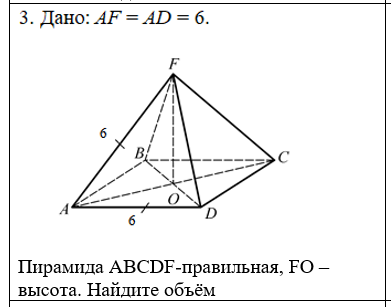 3. Дано: AF = AD = 6.
F
6
B
C
A
O
D
6
Пирамида ABCDF-правильная, FO –
высота. Найдите объём